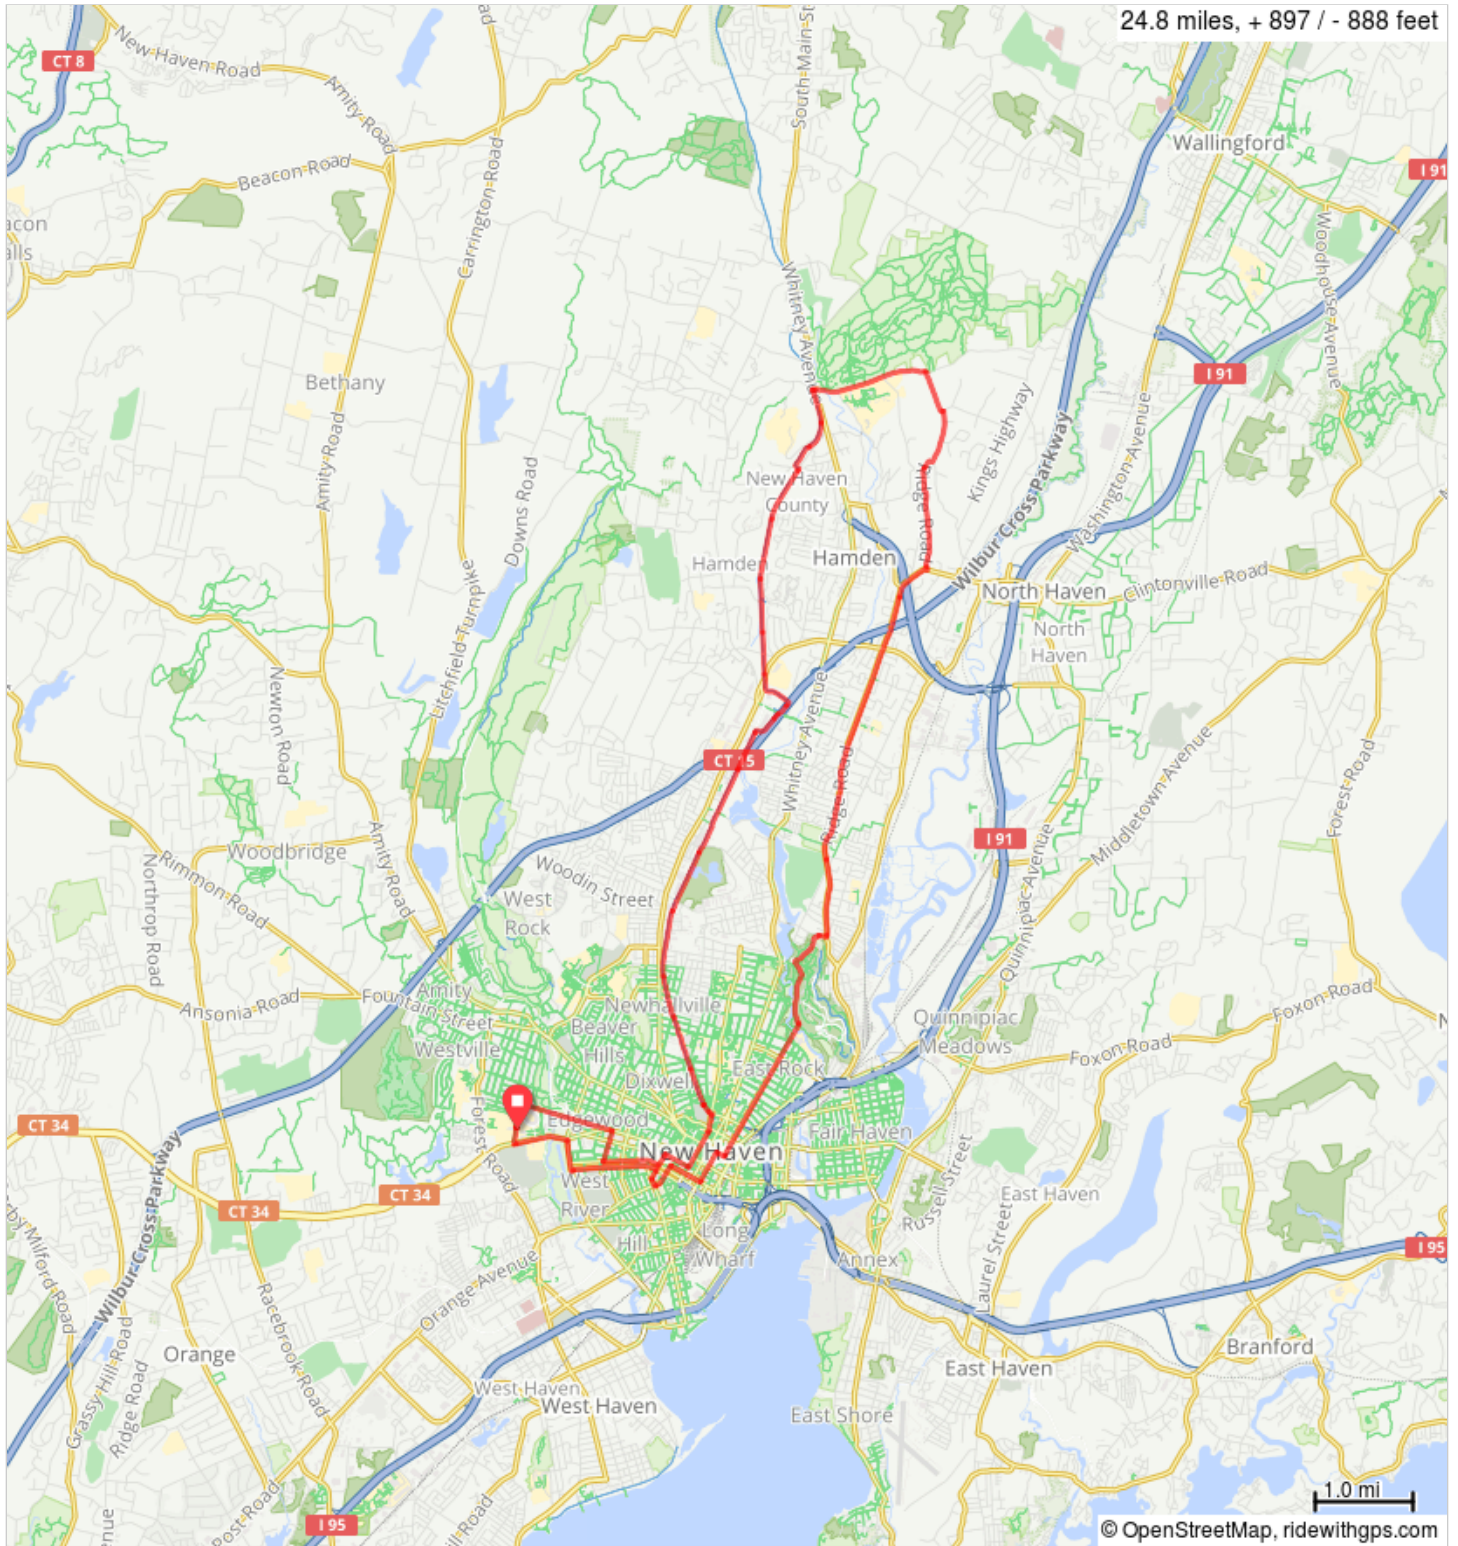 24.8 miles, + 897 / - 888 feet
CT 8
New Haven Road
Amity Road
South Main St
Wallingford
Beacon Road
I 91
Carrington Road
acon
alls
Woodhouse Avenue
Whitney Avenue
I 91
Bethany
Kings Highway
Wilbur Cross Parkway
Washington Avenue
Amity Road
Downs Road
New Haven
County
Ridge Road
Hamden
Hamden
North Haven
Clintonville Road
North
Haven
Litchfield Turnpike
Newton Road
Whitney Avenue
CT 15
Ridge Road
Middletown Avenue
Forest Road
I 91
Woodbridge
Amity Road
Rimmon Road
Northrop Road
Woodin Street
West
Rock
Quinnipiac Avenue
Ansonia Road
Amity
Fountain Street
Newhallville
Foxon Road
Beaver
Hills
Quinnipiac
Meadows
Foxon Road
Westville
East Rock
Dixwell
CT 34
Forest Road
Edgewood
Fair Haven
New Haven
West
River
CT 34
CT 34
East Haven
Russell Street
Laurel Street
Wilbur Cross Parkway
rby Milford Road
Long
Wharf
Hill
Annex
I 95
Orange Avenue
Racebrook Road
Orange
Branford
East Haven
Grassy Hill Road
Ridge Road
West Haven
West Haven
East Shore
1.0 mi
Post Road
ill Road
enue
I 95
© OpenStreetMap, ridewithgps.com